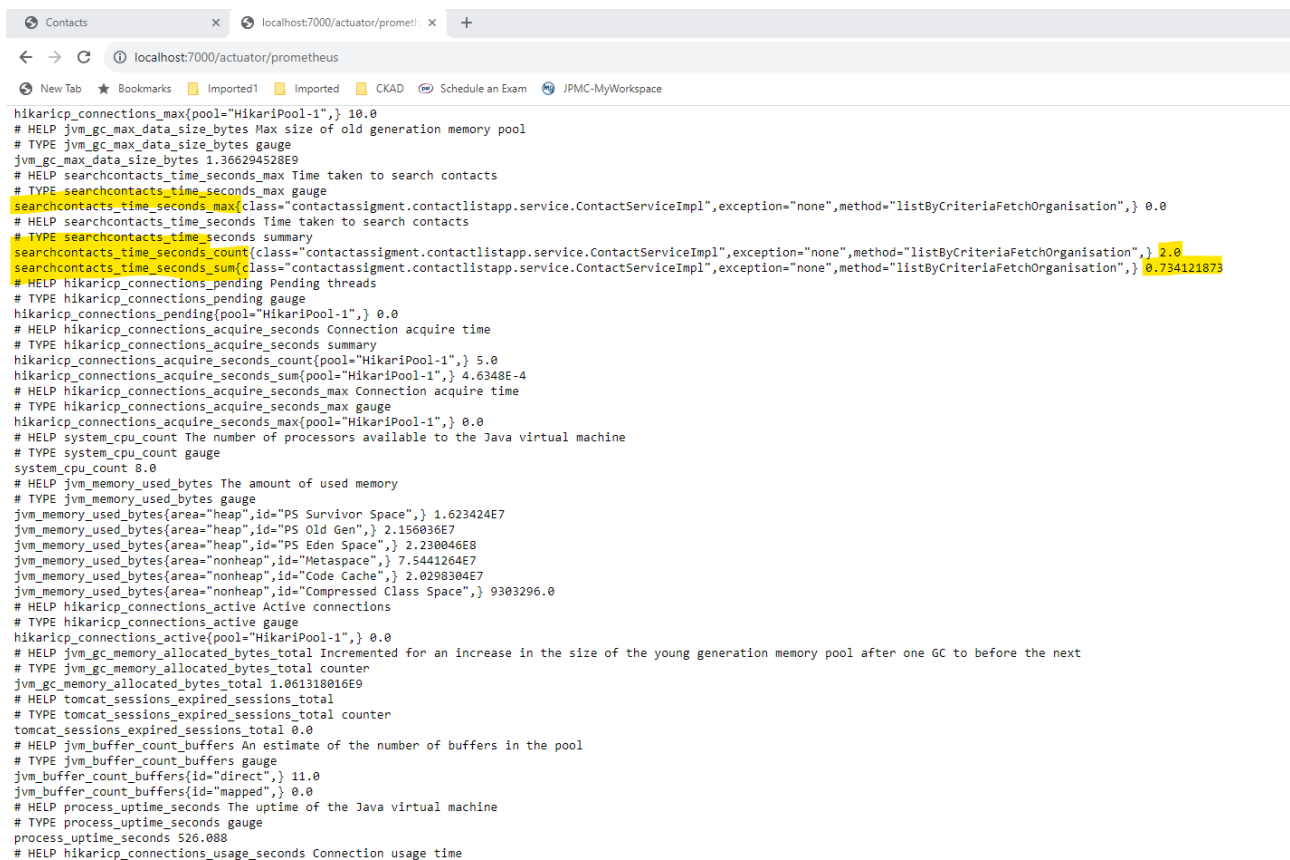 Contacts
localhost:7000/actuator/prometh
localhost:7000/actuator/prometheus
New Tab Bookmarks Imported1 Imported CKAD Schedule an Exam JPMC-MyWorkspace
hikaricp_connections_max{pool="HikariPool-1",} 10.0
# HELP jvm_gc_max_data_size_bytes Max size of old generation memory pool
# TYPE jvm_gc_max_data_size_bytes gauge
jvm_gc_max_data_size_bytes 1.366294528E9
# HELP searchcontacts_time_seconds_max Time taken to search contacts
# TYPE searchcontacts_time_seconds_max gauge
searchcontacts_time_seconds_max{class="contactassigment.contactlistapp.service.ContactServiceImpl",exception="none",method="listByCriteriaFetchOrganisation",} 0.0
# HELP searchcontacts_time_seconds Time taken to search contacts
# TYPE searchcontacts_time_seconds summary
searchcontacts_time_seconds_count{class="contactassigment.contactlistapp.service.ContactServiceImpl",exception="none",method="listByCriteriaFetchOrganisation",} 2.0
searchcontacts_time_seconds_sum{class="contactassigment.contactlistapp.service.ContactServiceImpl",exception="none",method="listByCriteriaFetchOrganisation",} 0.734121873
# HELP hikaricp_connections_pending Pending threads
# TYPE hikaricp_connections_pending gauge
hikaricp_connections_pending{pool="HikariPool-1",} 0.0
# HELP hikaricp_connections_acquire_seconds Connection acquire time
# TYPE hikaricp_connections_acquire_seconds summary
hikaricp_connections_acquire_seconds_count{pool="HikariPool-1",} 5.0
hikaricp_connections_acquire_seconds_sum{pool="HikariPool-1",} 4.6348E-4
# HELP hikaricp_connections_acquire_seconds_max Connection acquire time
# TYPE hikaricp_connections_acquire_seconds_max gauge
hikaricp_connections_acquire_seconds_max{pool="HikariPool-1",} 0.0
# HELP system_cpu_count The number of processors available to the Java virtual machine
# TYPE system_cpu_count gauge
system_cpu_count 8.0
# HELP jvm_memory_used_bytes The amount of used memory
# TYPE jvm_memory_used_bytes gauge
jvm_memory_used_bytes{area="heap",id="PS Survivor Space",} 1.623424E7
jvm_memory_used_bytes{area="heap",id="PS Old Gen",} 2.156036E7
jvm_memory_used_bytes{area="heap",id="PS Eden Space",} 2.230046E8
jvm_memory_used_bytes{area="nonheap",id="Metaspace",} 7.5441264E7
jvm_memory_used_bytes{area="nonheap",id="Code Cache",} 2.0298304E7
jvm_memory_used_bytes{area="nonheap",id="Compressed Class Space",} 9303296.0
# HELP hikaricp_connections_active Active connections
# TYPE hikaricp_connections_active gauge
hikaricp_connections_active{pool="HikariPool-1",} 0.0
# HELP jvm_gc_memory_allocated_bytes_total Incremented for an increase in the size of the young generation memory pool after one GC to before the next
# TYPE jvm_gc_memory_allocated_bytes_total counter
jvm_gc_memory_allocated_bytes_total 1.061318016E9
# HELP tomcat_sessions_expired_sessions_total
# TYPE tomcat_sessions_expired_sessions_total counter
tomcat_sessions_expired_sessions_total 0.0
# HELP jvm_buffer_count_buffers An estimate of the number of buffers in the pool
# TYPE jvm_buffer_count_buffers gauge
jvm_buffer_count_buffers{id="direct",} 11.0
jvm_buffer_count_buffers{id="mapped",} 0.0
# HELP process_uptime_seconds The uptime of the Java virtual machine
# TYPE process_uptime_seconds gauge
process_uptime_seconds 526.088
# HELP hikaricp_connections_usage_seconds Connection usage time